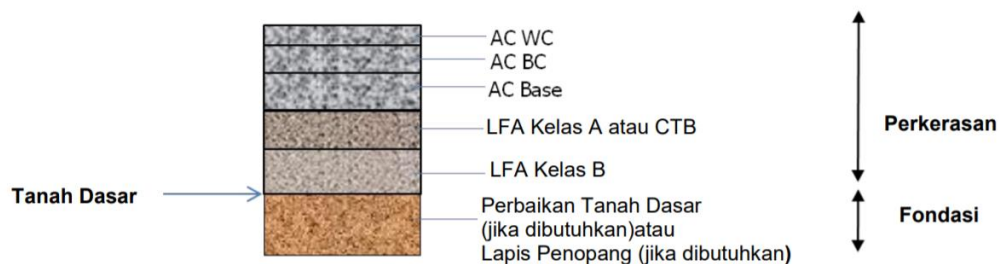 AC WC
AC BC
AC Base
LFA Kelas A atau CTB
Perkerasan
LFA Kelas B
Tanah Dasar
Perbaikan Tanah Dasar
(jika dibutuhkan)atau
Lapis Penopang (jika dibutuhkan)
Fondasi